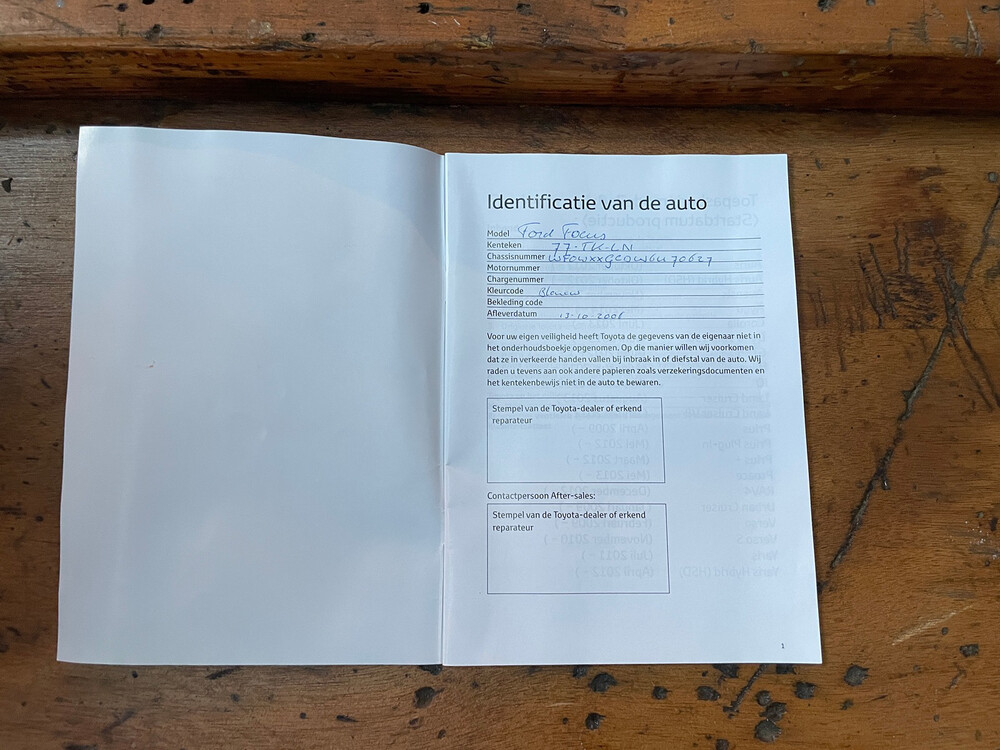 Identificatie van de auto
Model Ford Focus
Kenteken 77-TK-LN
Chassisnummer
Motornummer
Chargenummer
Kleurcode Blauw
Bekleding code
Afleverdatum 13-10-2006
Voor uw eigen veiligheid heeft Toyota de gegevens van de eigenaar niet in
het onderhoudsboekje opgenomen. Op die manier willen wij voorkomen
dat ze in verkeerde handen vallen bij inbraak in of diefstal van de auto. Wij
raden u tevens aan ook andere papieren zoals verzekeringsdocumenten en
het kentekenbewijs niet in de auto te bewaren.
Stempel van de Toyota-dealer of erkend
reparateur
Contactpersoon After-sales:
Stempel van de Toyota-dealer of erkend
reparateur
1